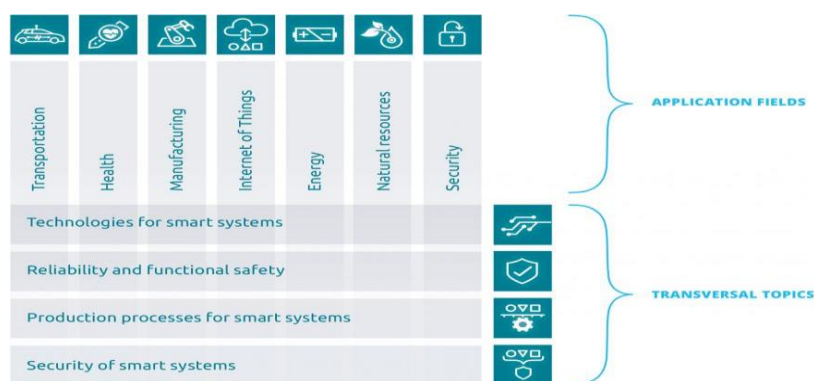 Transportation
Health
Manufacturing
Internet of Things
Energy
Natural resources
Security
APPLICATION FIELDS
Technologies for smart systems
Reliability and functional safety
Production processes for smart systems
Security of smart systems
TRANSVERSAL TOPICS